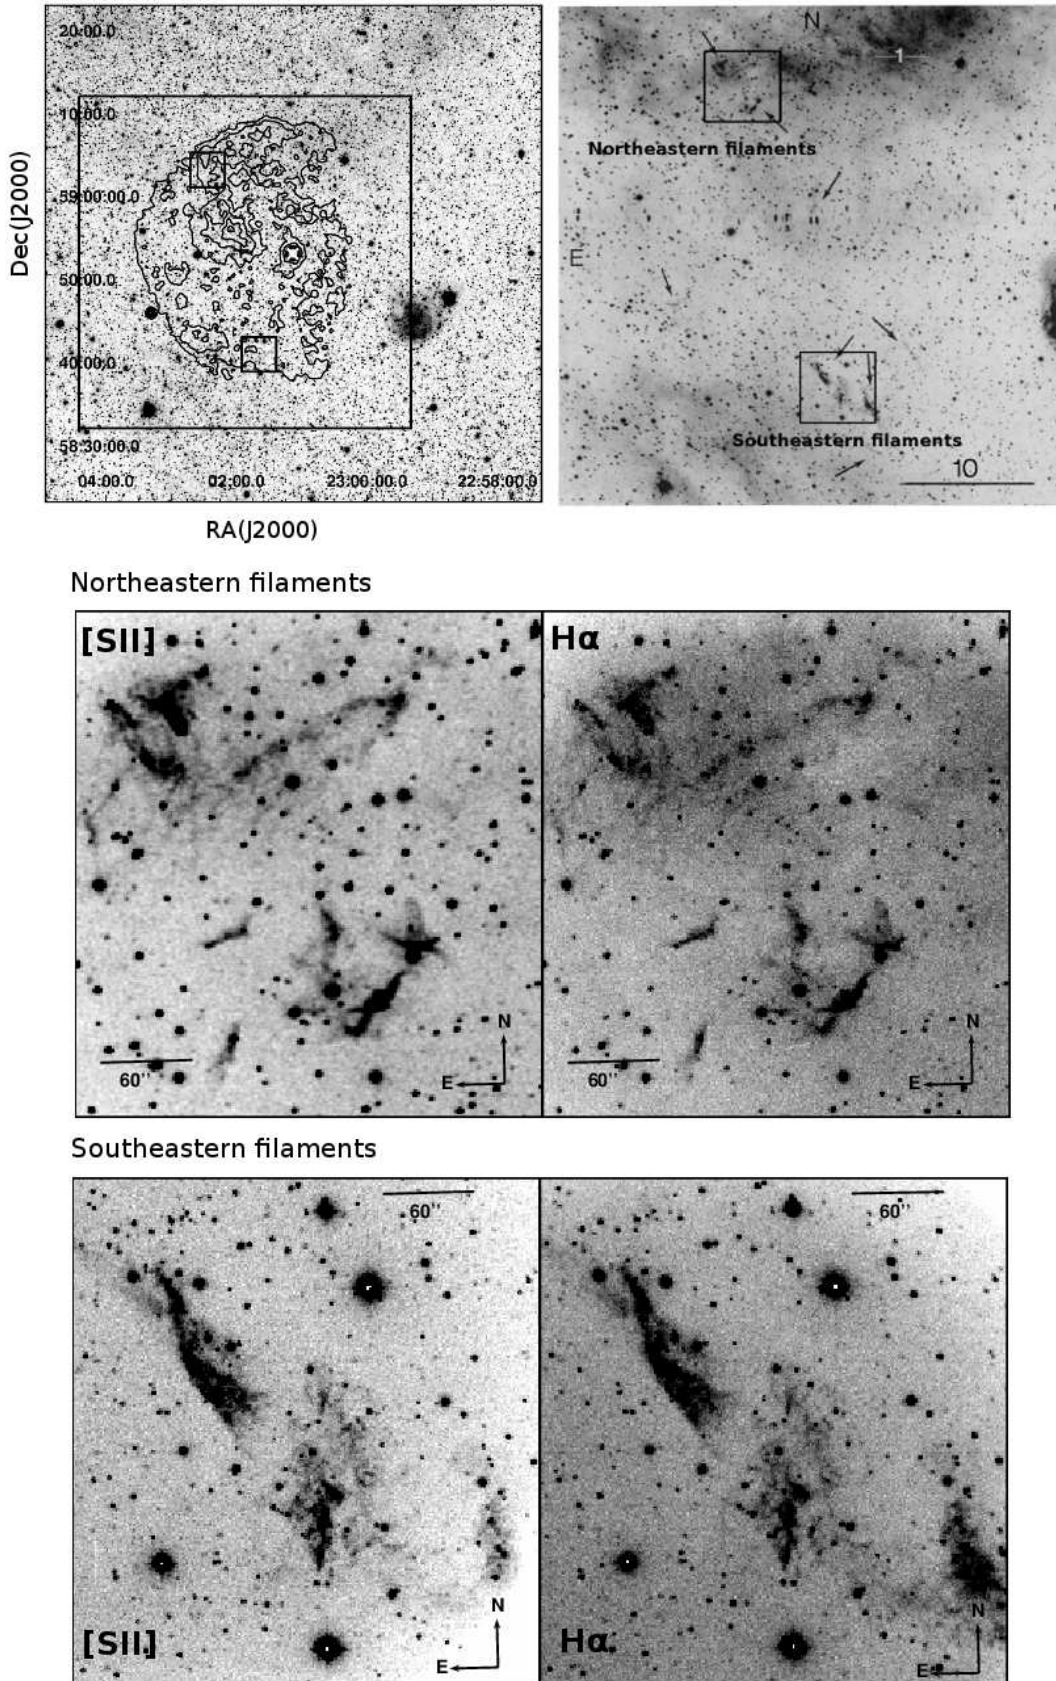 20:00.0
10:00.0
59:00:00.0
50:00.0
40:00.0
58:30:00.0
04:00.0
02:00.0
23:00:00.0
22:58:00.0
Dec(J2000)
RA(J2000)
N
1
Northeastern filaments
E
Southeastern filaments
10
Northeastern filaments
[SII]
Hα
60''
N
E
60''
N
E
Southeastern filaments
60''
60''
[SII]
N
E
Hα
N
E